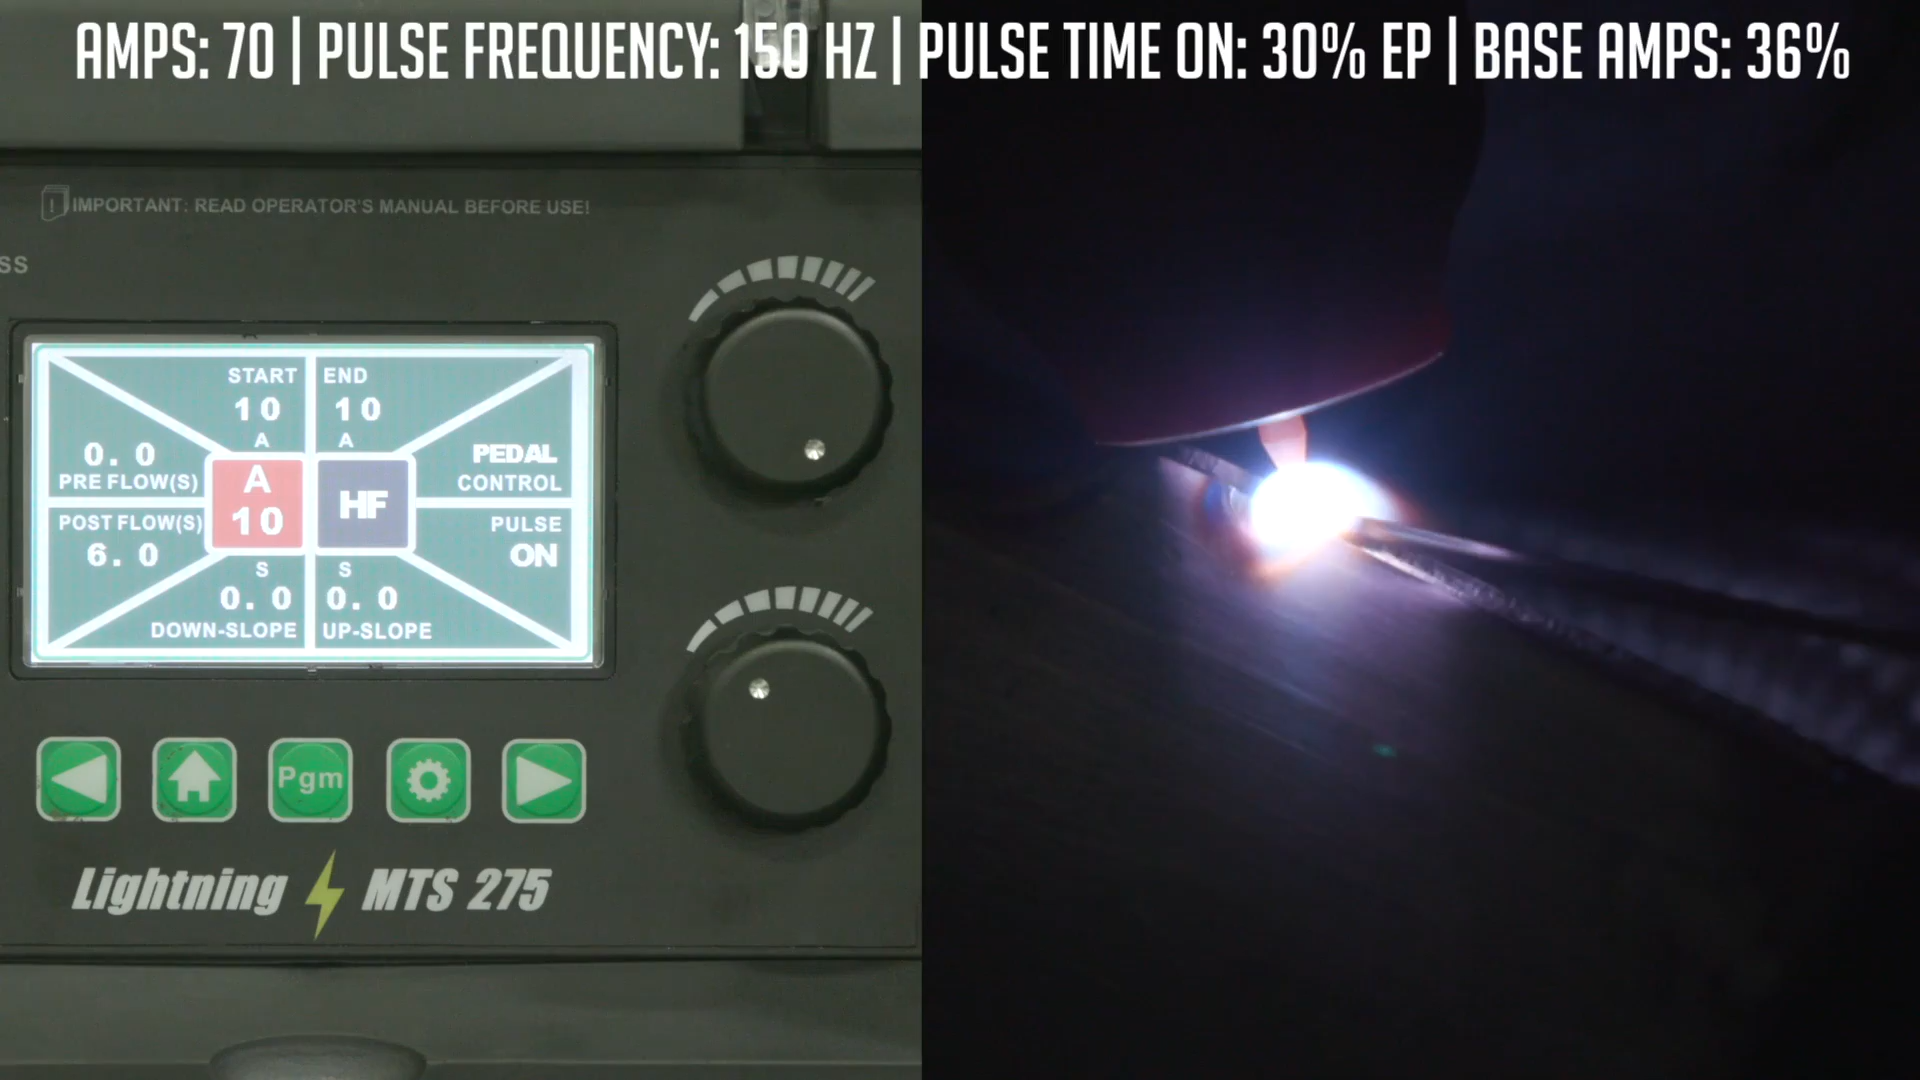 AMPS: 70 | PULSE FREQUENCY: 150 HZ | PULSE TIME ON: 30% EP | BASE AMPS: 36%
IMPORTANT: READ OPERATOR'S MANUAL BEFORE USE!
SS
START
10
A
END
10
A
0.0
PRE FLOW(S)
A
10
HF
PEDAL
CONTROL
POST FLOW(S)
6.0
PULSE
ON
S
0.0
DOWN-SLOPE
S
0.0
UP-SLOPE
Pgm
Lightning MTS 275